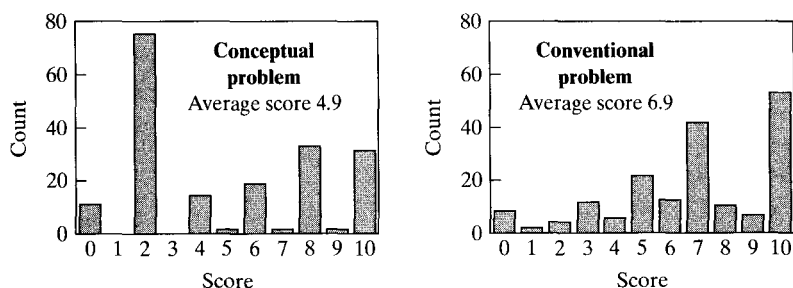 80
60
40
20
0
Count
Conceptual
problem
Average score 4.9
0 1 2 3 4 5 6 7 8 9 10
Score
80
60
40
20
0
Count
Conventional
problem
Average score 6.9
0 1 2 3 4 5 6 7 8 9 10
Score